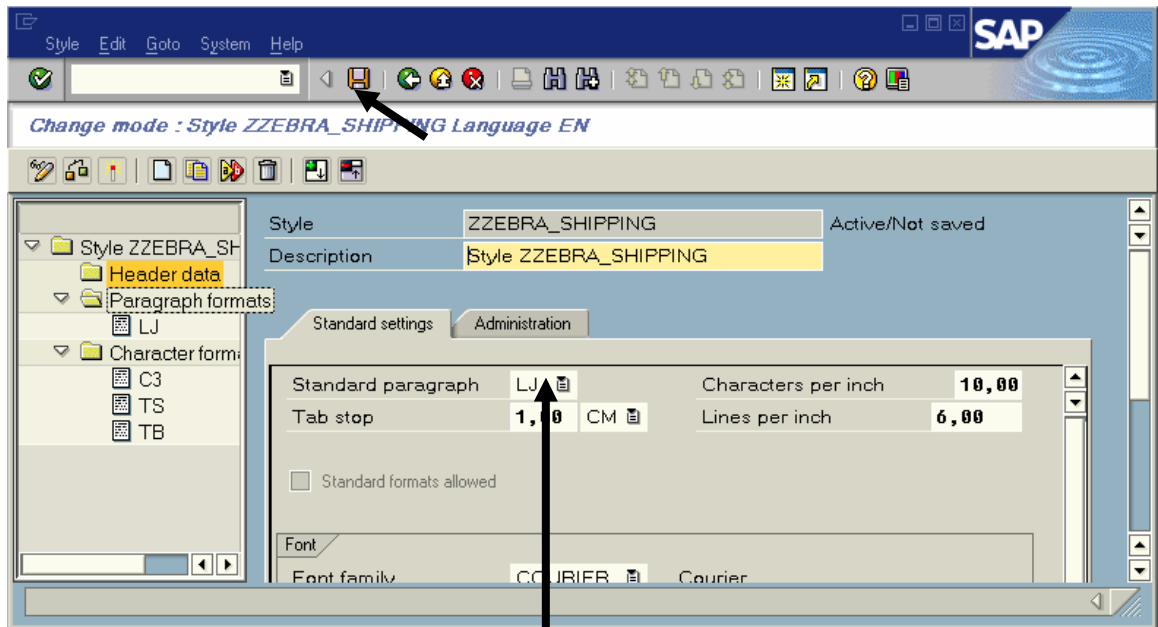 Style Edit Goto System Help
SAP
Change mode : Style ZZEBRA_SHIPPING Language EN
Style ZZEBRA_SH
Header data
Paragraph formats
LJ
Character form
C3
TS
TB
Style ZZEBRA_SHIPPING Active/Not saved
Description Style ZZEBRA_SHIPPING
Standard settings Administration
Standard paragraph LJ Characters per inch 10,00
Tab stop 1,00 CM Lines per inch 6,00
Standard formats allowed
Font
Font family COURIER Courier